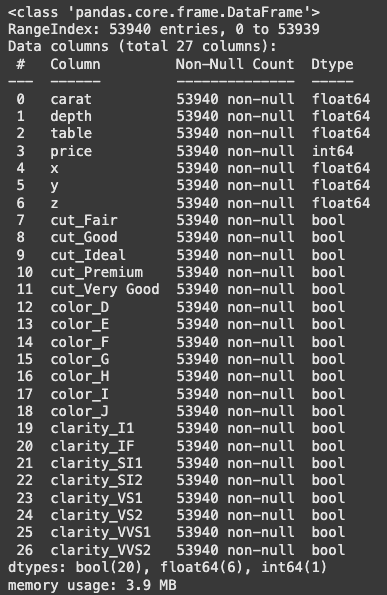 <class 'pandas.core.frame.DataFrame'>
RangeIndex: 53940 entries, 0 to 53939
Data columns (total 27 columns):
 #   Column           Non-Null Count  Dtype
---  ------           --------------  -----
 0   carat            53940 non-null  float64
 1   depth            53940 non-null  float64
 2   table            53940 non-null  float64
 3   price            53940 non-null  int64
 4   x                53940 non-null  float64
 5   y                53940 non-null  float64
 6   z                53940 non-null  float64
 7   cut_Fair         53940 non-null  bool
 8   cut_Good         53940 non-null  bool
 9   cut_Ideal        53940 non-null  bool
 10  cut_Premium      53940 non-null  bool
 11  cut_Very Good    53940 non-null  bool
 12  color_D          53940 non-null  bool
 13  color_E          53940 non-null  bool
 14  color_F          53940 non-null  bool
 15  color_G          53940 non-null  bool
 16  color_H          53940 non-null  bool
 17  color_I          53940 non-null  bool
 18  color_J          53940 non-null  bool
 19  clarity_I1       53940 non-null  bool
 20  clarity_IF       53940 non-null  bool
 21  clarity_SI1      53940 non-null  bool
 22  clarity_SI2      53940 non-null  bool
 23  clarity_VS1      53940 non-null  bool
 24  clarity_VS2      53940 non-null  bool
 25  clarity_VVS1     53940 non-null  bool
 26  clarity_VVS2     53940 non-null  bool
dtypes: bool(20), float64(6), int64(1)
memory usage: 3.9 MB